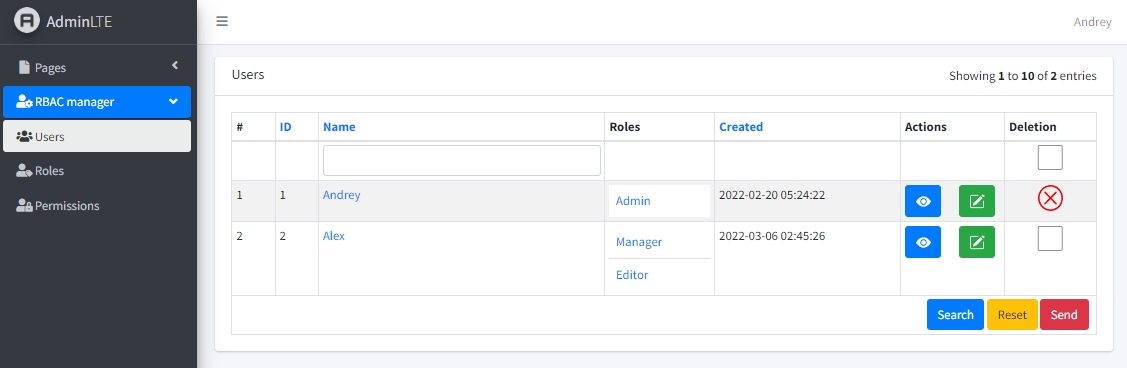 AdminLTE
Andrey
Pages
RBAC manager
Users
Roles
Permissions
Users
Showing 1 to 10 of 2 entries
# ID Name Roles Created Actions Deletion
1 1 Andrey Admin 2022-02-20 05:24:22
2 2 Alex Manager 2022-03-06 02:45:26
Editor
Search Reset Send